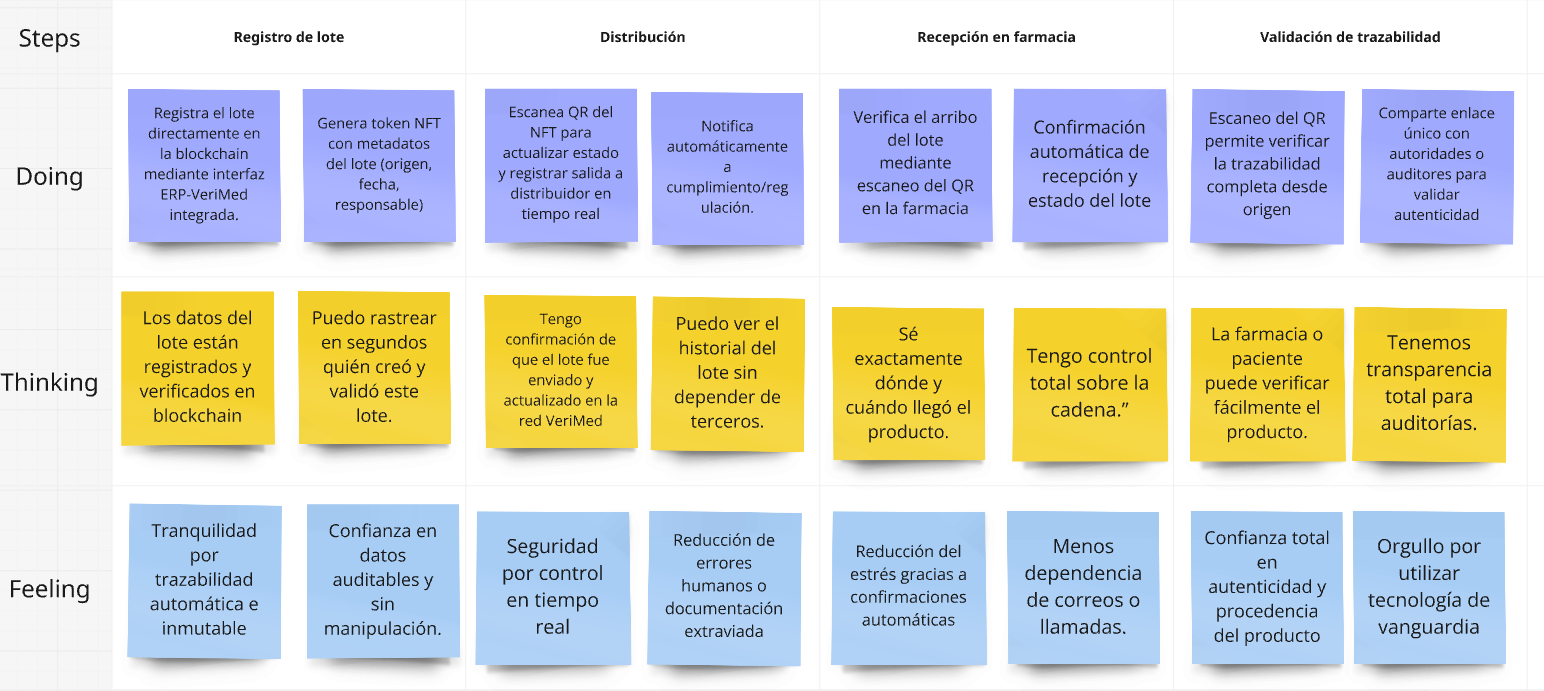 Steps
Registro de lote
Distribución
Recepción en farmacia
Validación de trazabilidad
Doing
Registra el lote
directamente en
la blockchain
mediante interfaz
ERP-VeriMed
integrada.
Genera token NFT
con metadatos
del lote (origen,
fecha,
responsable)
Escanea QR del
NFT para
actualizar estado
y registrar salida a
distribuidor en
tiempo real
Notifica
automáticamente
a
cumplimiento/reg
ulación.
Verifica el arribo
del lote
mediante
escaneo del QR
en la farmacia
Confirmación
automática de
recepción y
estado del lote
Escaneo del QR
permite verificar
la trazabilidad
completa desde
origen
Comparte enlace
único con
autoridades o
auditores para
validar
autenticidad
Thinking
Los datos del
lote están
registrados y
verificados en
blockchain
Puedo rastrear
en segundos
quién creó y
validó este
lote.
Tengo
confirmación de
que el lote fue
enviado y
actualizado en la
red VeriMed
Puedo ver el
historial del
lote sin
depender de
terceros.
Sé
exactamente
dónde y
cuándo llegó el
producto.
Tengo control
total sobre la
cadena.”
La farmacia o
paciente
puede verificar
fácilmente el
producto.
Tenemos
transparencia
total para
auditorías.
Feeling
Tranquilidad
por
trazabilidad
automática e
inmutable
Confianza en
datos
auditables y
sin
manipulación.
Seguridad
por control
en tiempo
real
Reducción de
errores
humanos o
documentación
extraviada
Reducción del
estrés gracias a
confirmaciones
automáticas
Menos
dependencia
de correos o
llamadas.
Confianza total
en
autenticidad y
procedencia
del producto
Orgullo por
utilizar
tecnología de
vanguardia